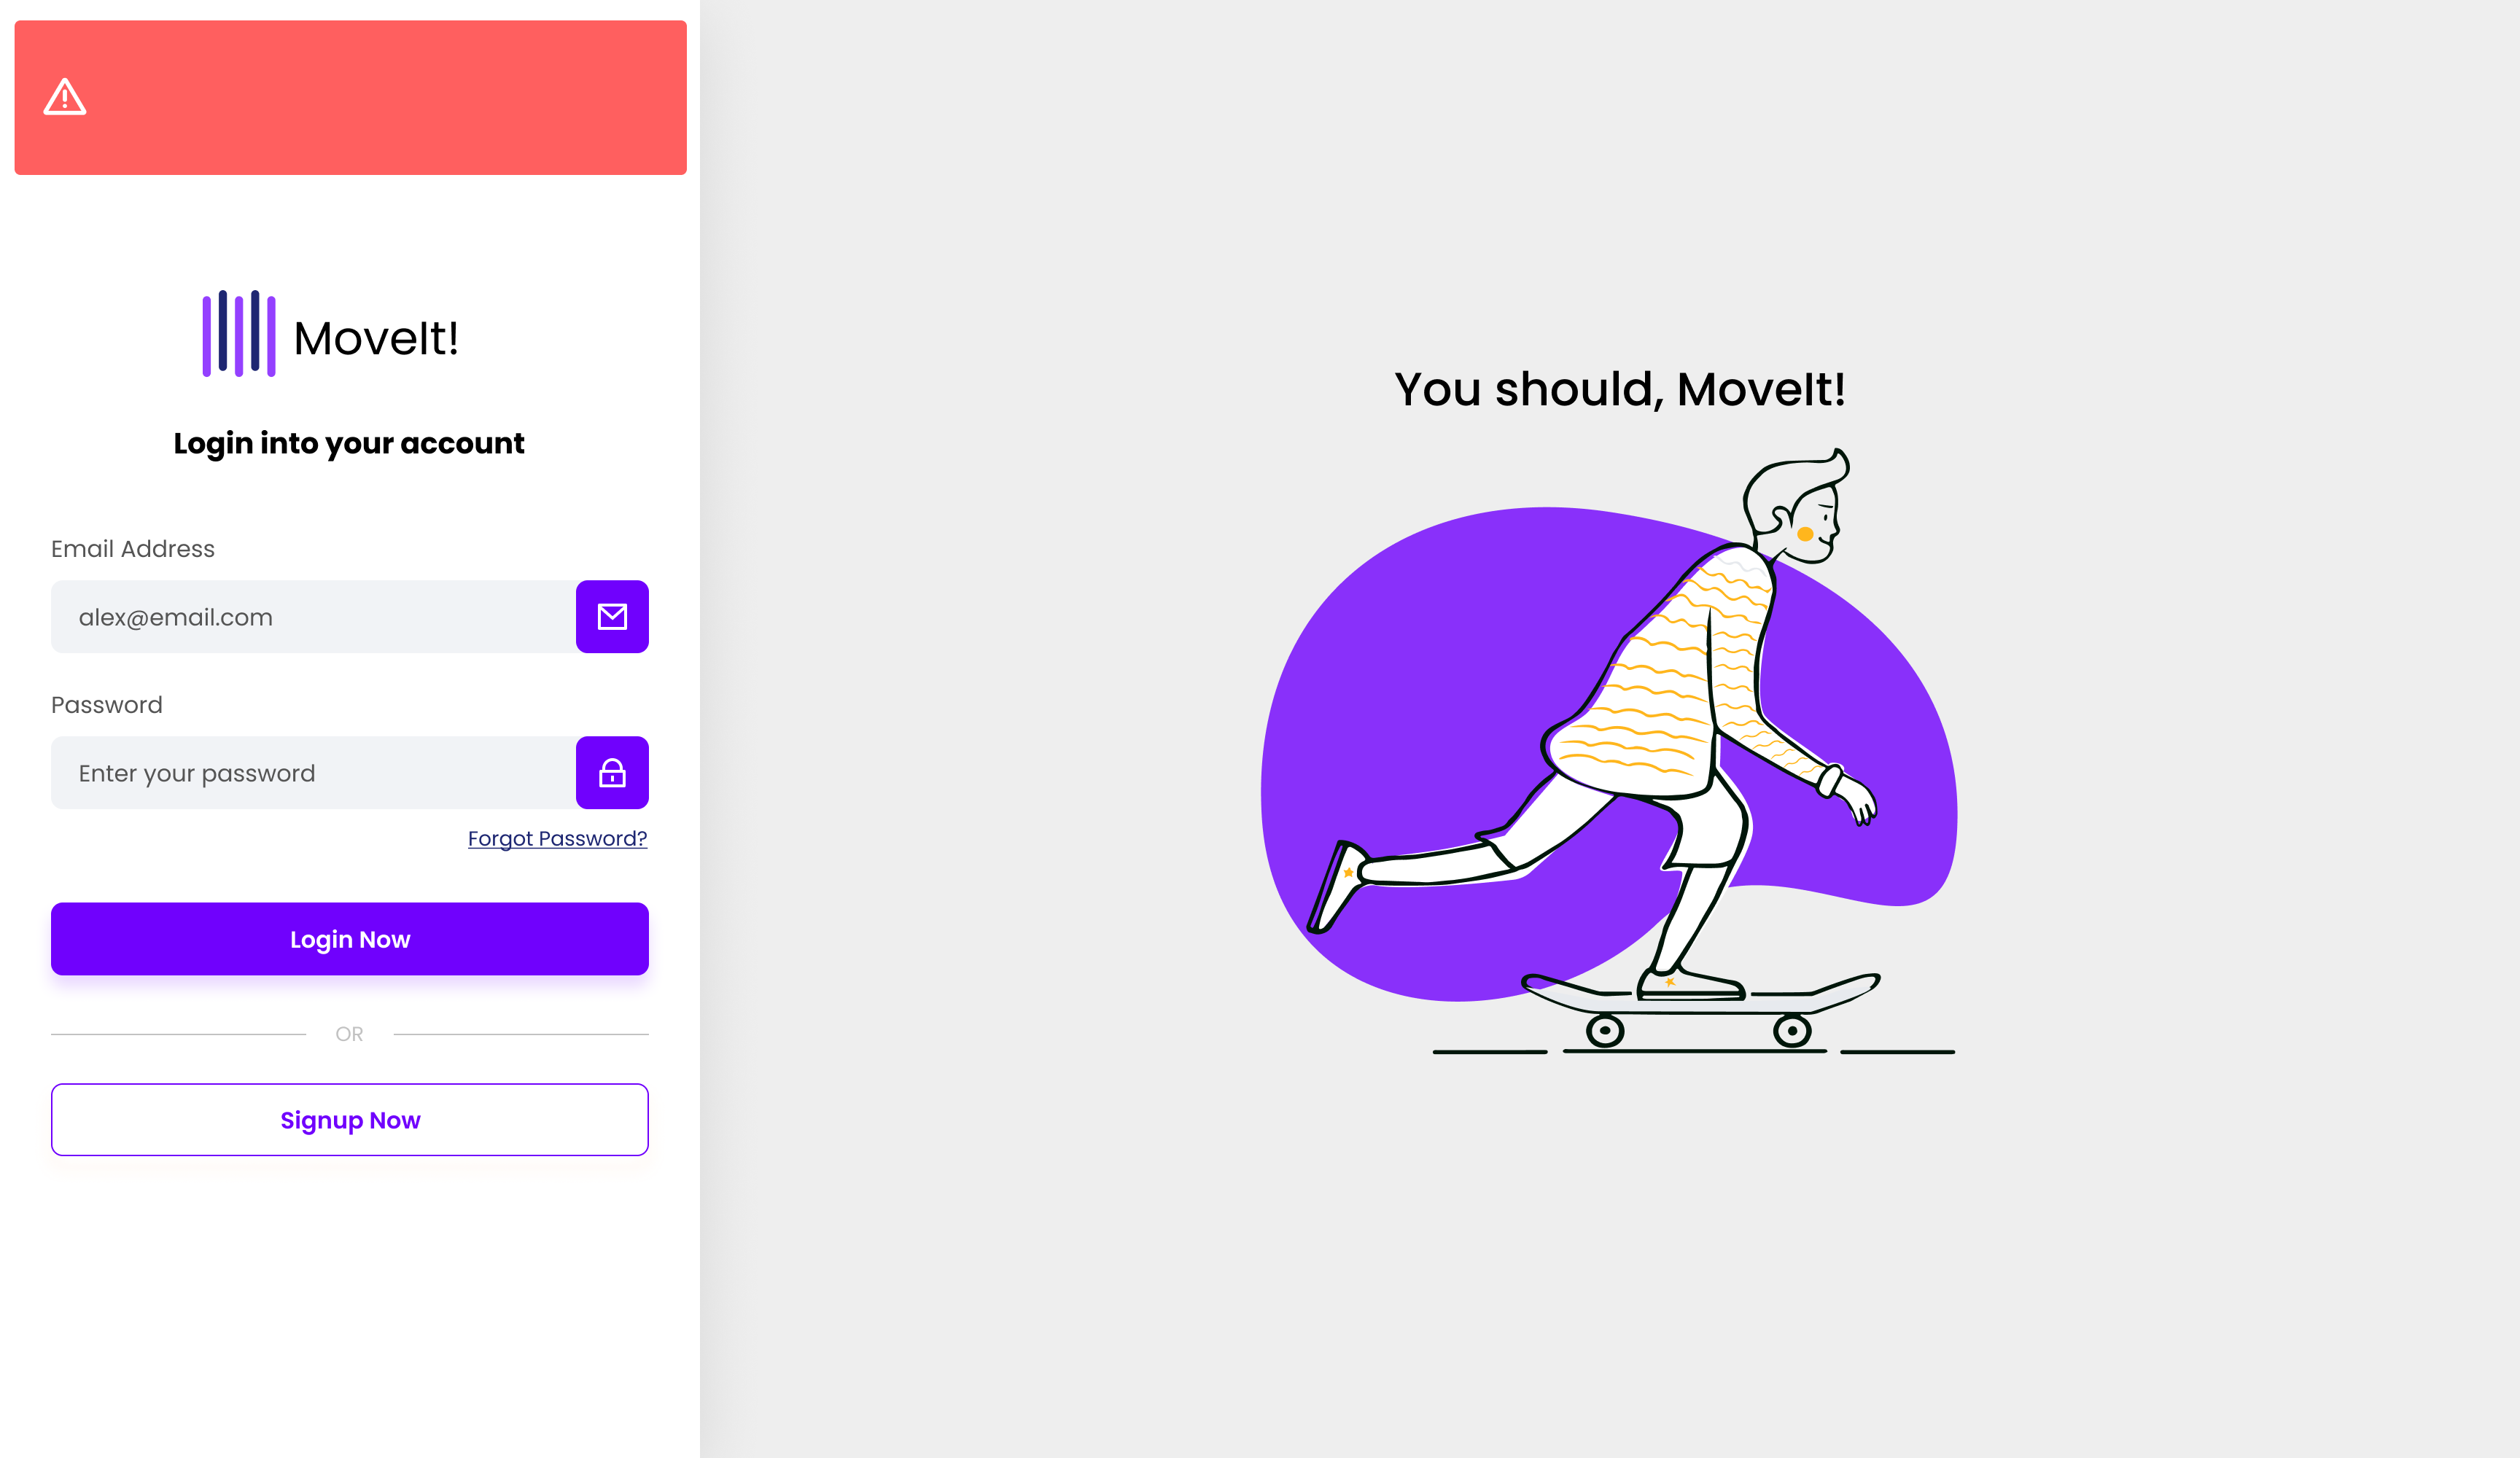 MoveIt!
Login into your account
Email Address
alex@email.com
Password
Enter your password
Forgot Password?
Login Now
OR
Signup Now
You should, MoveIt!